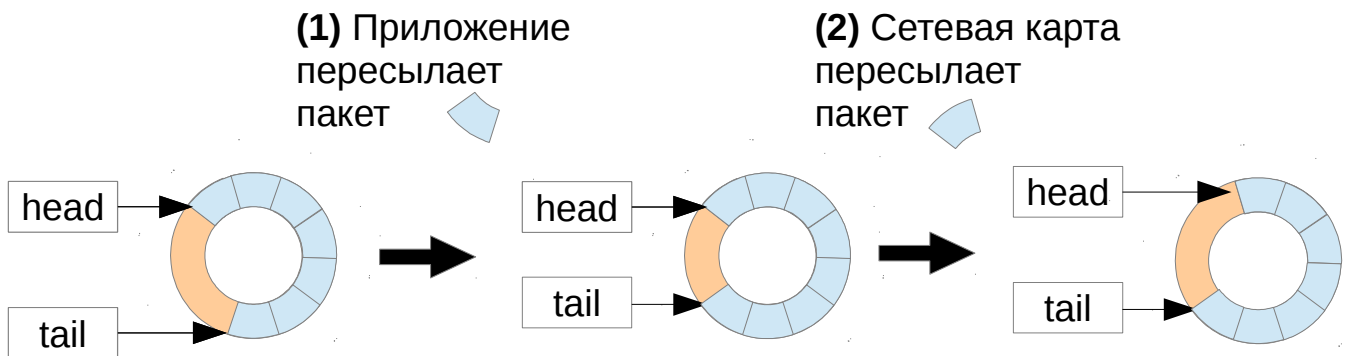 (1) Приложение
пересылает
пакет
(2) Сетевая карта
пересылает
пакет
head
tail
head
tail
head
tail